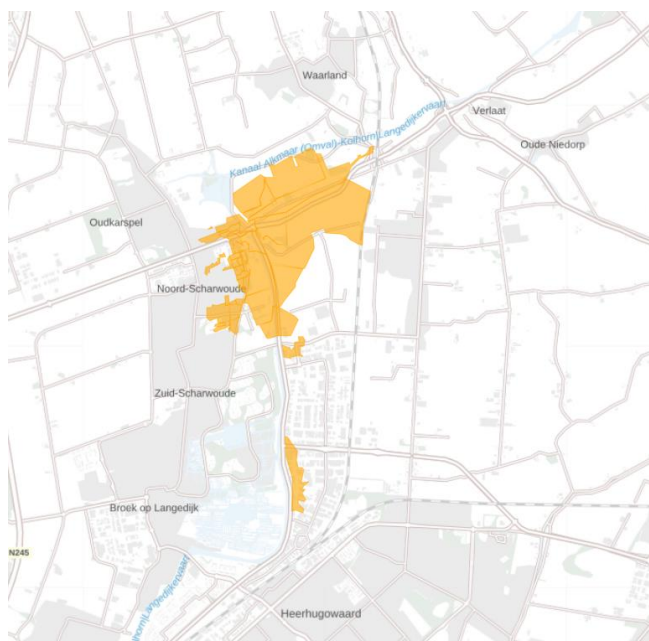 Waarland
Verlaat
Kanaal Alkmaar (Omval)-Kolhorn
Langedijkervaart
Oude Niedorp
Oudkarspel
Noord-Scharwoude
Zuid-Scharwoude
Broek op Langedijk
N245
Langedijkervaart
Heerhugowaard